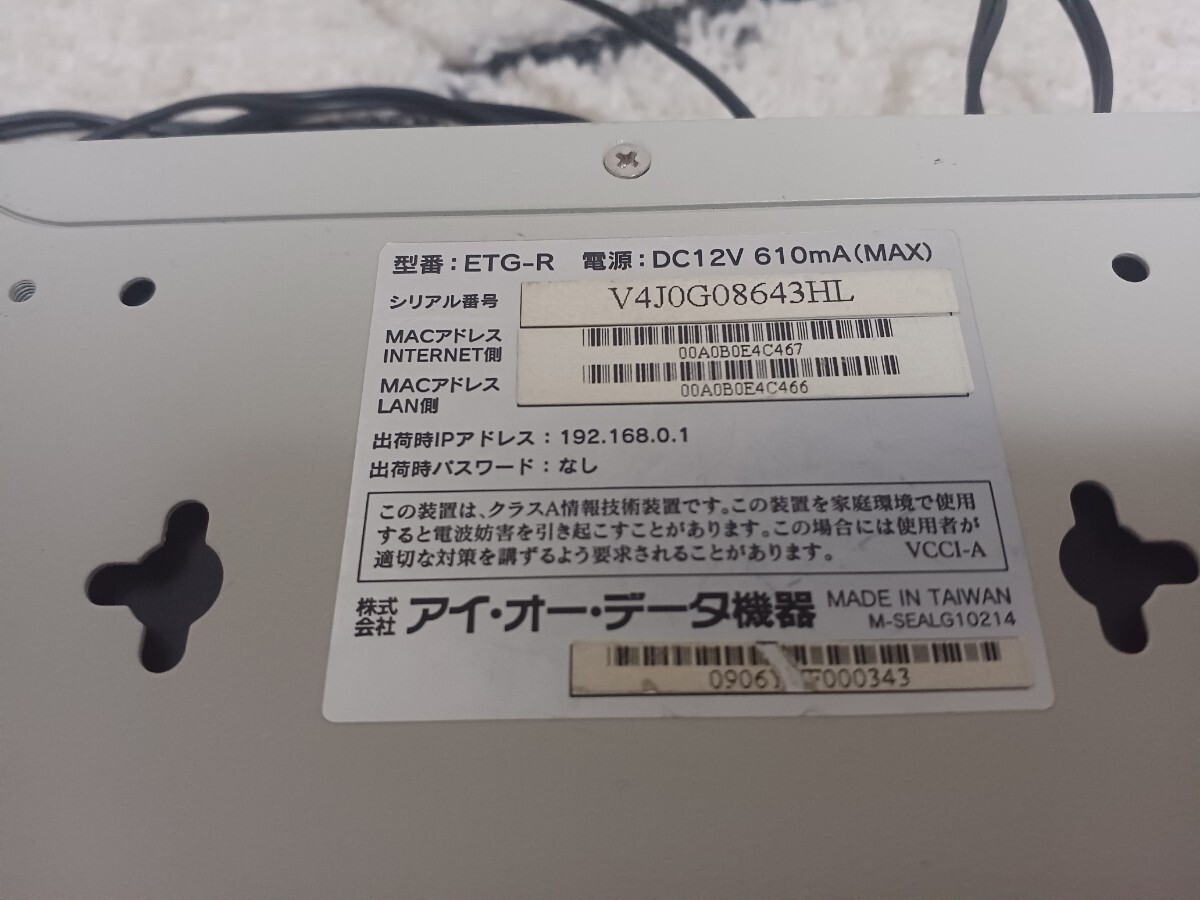 型番：ETG-R 電源：DC12V 610mA(MAX)
シリアル番号 V4J0G08643HL
MACアドレス
INTERNET側
00A0B0E4C467
MACアドレス
LAN側
00A0B0E4C466
出荷時IPアドレス：192.168.0.1
出荷時パスワード：なし
この装置は、クラスA情報技術装置です。この装置を家庭環境で使用
すると電波妨害を引き起こすことがあります。この場合には使用者が
適切な対策を講ずるよう要求されることがあります。 VCCI-A
株式会社 アイ・オー・データ機器
MADE IN TAIWAN
M-SEALG10214